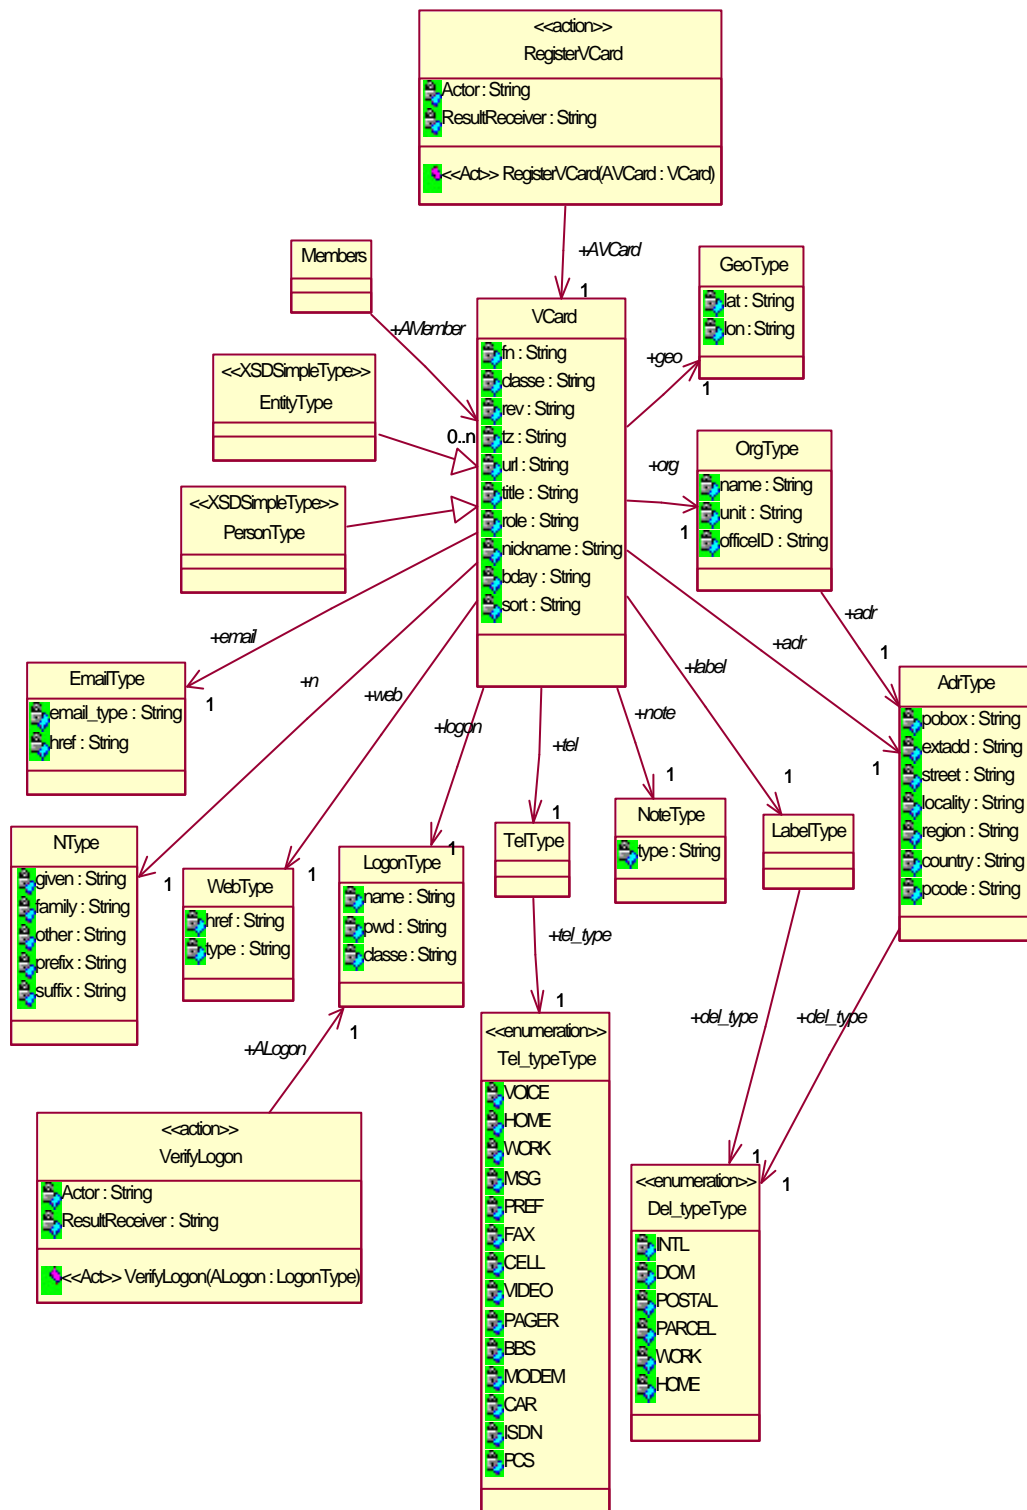 <<action>>
RegisterVCard
Actor : String
ResultReceiver : String
<<Act>> RegisterVCard(AVCard : VCard)
+AVCard
1
Members
+AMember
0..n
<<XSDSimpleType>>
EntityType
<<XSDSimpleType>>
PersonType
VCard
fn : String
classe : String
rev : String
tz : String
url : String
title : String
role : String
nickname : String
bday : String
sort : String
+geo
1
GeoType
lat : String
lon : String
+org
1
OrgType
name : String
unit : String
officeID : String
+adr
1
+adr
1
AdrType
pobox : String
extadd : String
street : String
locality : String
region : String
country : String
pcode : String
+email
1
EmailType
email_type : String
href : String
+n
1
NType
given : String
family : String
other : String
prefix : String
suffix : String
+web
1
WebType
href : String
type : String
+logon
1
LogonType
name : String
pwd : String
classe : String
+tel
1
TelType
+note
1
NoteType
type : String
+label
1
LabelType
+tel_type
1
+ALogon
1
<<action>>
VerifyLogon
Actor : String
ResultReceiver : String
<<Act>> VerifyLogon(ALogon : LogonType)
<<enumeration>>
Tel_typeType
VOICE
HOME
WORK
MSG
PREF
FAX
CELL
VIDEO
PAGER
BBS
MODEM
CAR
ISDN
PCS
+del_type
1
+del_type
1
<<enumeration>>
Del_typeType
INTL
DOM
POSTAL
PARCEL
WORK
HOME